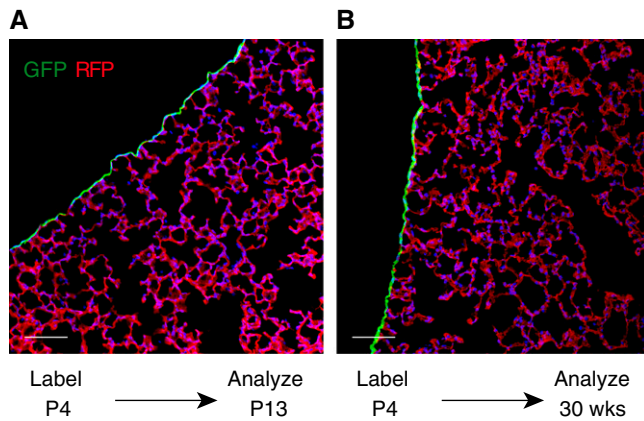 A
B
GFP RFP
Label
P4
Analyze
P13
Label
P4
Analyze
30 wks